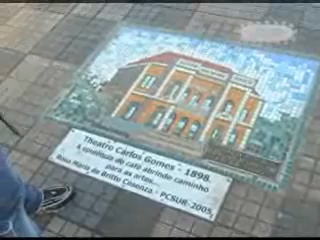 Theatro Carlos Gomes - 1898.
A opulência do café abrindo caminho
para as artes...
Rosa Maria de Britto Cosenza. - PCSUR-2005